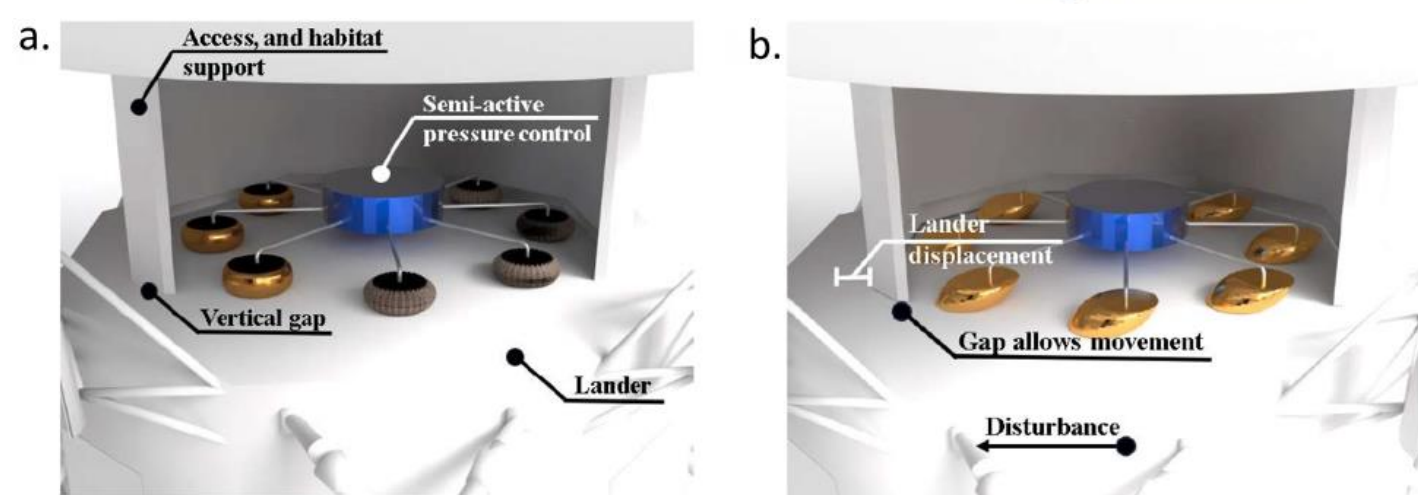 a.
Access, and habitat
support
Semi-active
pressure control
Vertical gap
Lander
b.
Lander
displacement
Gap allows movement
Disturbance